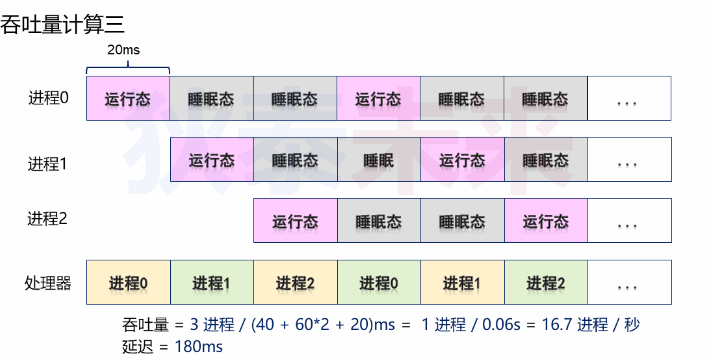 吞吐量计算三
20ms
进程0 运行态 睡眠态 睡眠态 运行态 睡眠态 睡眠态 ...
狄泰未来
进程1 运行态 睡眠态 睡眠 运行态 睡眠态 ...
进程2 运行态 睡眠态 睡眠态 运行态 ...
处理器 进程0 进程1 进程2 进程0 进程1 进程2 ...
吞吐量 = 3 进程 / (40 + 60*2 + 20)ms = 1 进程 / 0.06s = 16.7 进程 / 秒
延迟 = 180ms